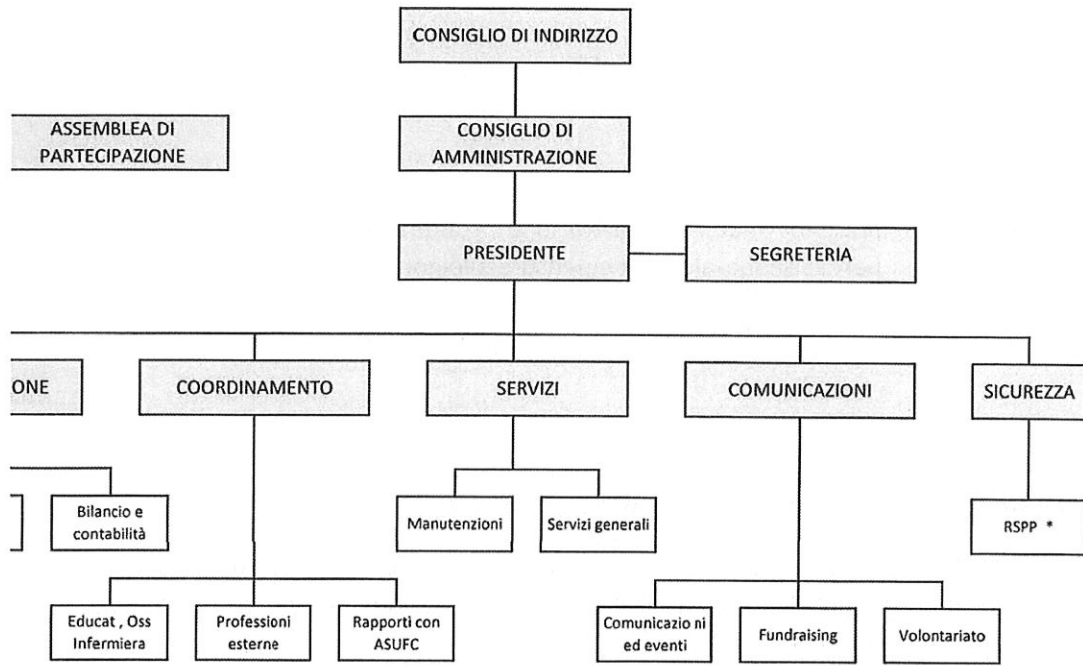 CONSIGLIO DI INDIRIZZO
ASSEMBLEA DI
PARTECIPAZIONE
CONSIGLIO DI
AMMINISTRAZIONE
PRESIDENTE
SEGRETERIA
IONE
COORDINAMENTO
SERVIZI
COMUNICAZIONI
SICUREZZA
Bilancio e
contabilità
Manutenzioni
Servizi generali
RSPP *
Educat , Oss
Infermiera
Professioni
esterne
Rapporti con
ASUFC
Comunicazio ni
ed eventi
Fundraising
Volontariato